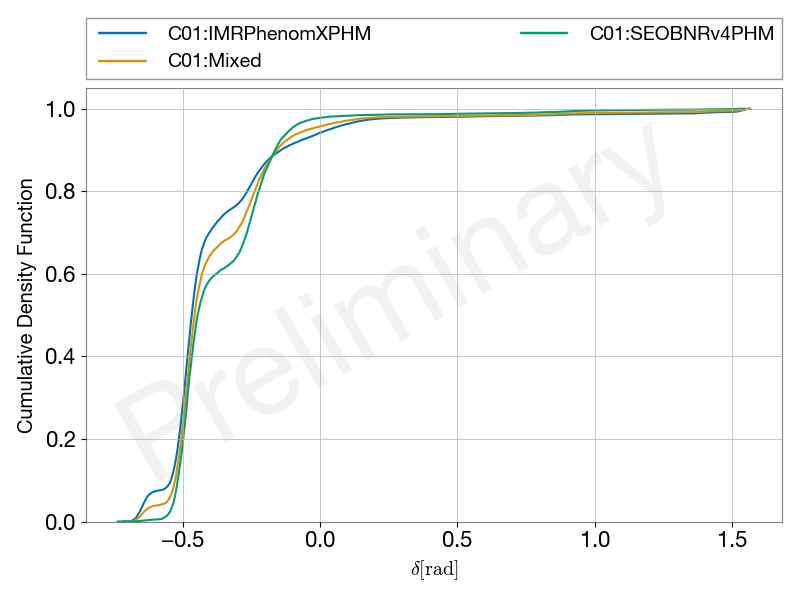 C01:IMRPhenomXPHM
C01:SEOBNRv4PHM
C01:Mixed
1.0
0.8
0.6
0.4
0.2
0.0
Cumulative Density Function
Preliminary
−0.5 0.0 0.5 1.0 1.5
δ[rad]